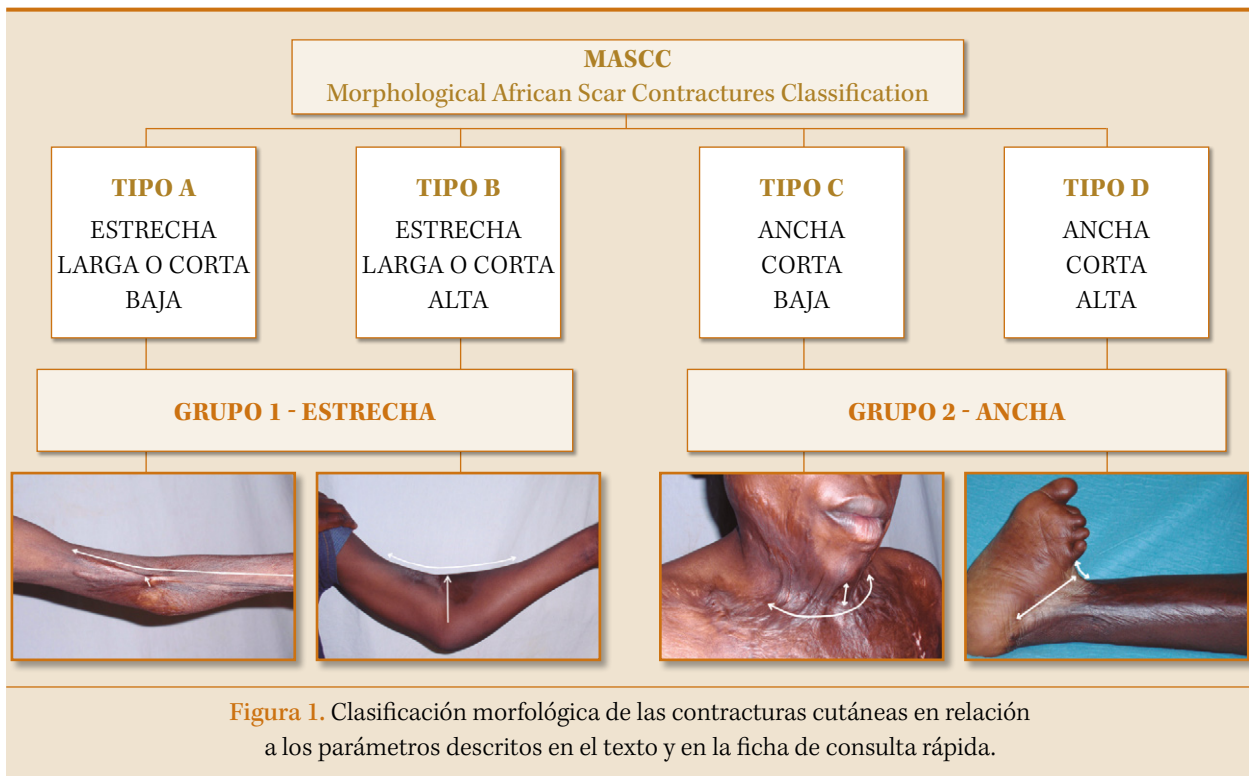 MASCC
Morphological African Scar Contractures Classification
TIPO A
ESTRECHA
LARGA O CORTA
BAJA
TIPO B
ESTRECHA
LARGA O CORTA
ALTA
TIPO C
ANCHA
CORTA
BAJA
TIPO D
ANCHA
CORTA
ALTA
GRUPO 1 - ESTRECHA
GRUPO 2 - ANCHA
Figura 1. Clasificación morfológica de las contracturas cutáneas en relación
a los parámetros descritos en el texto y en la ficha de consulta rápida.